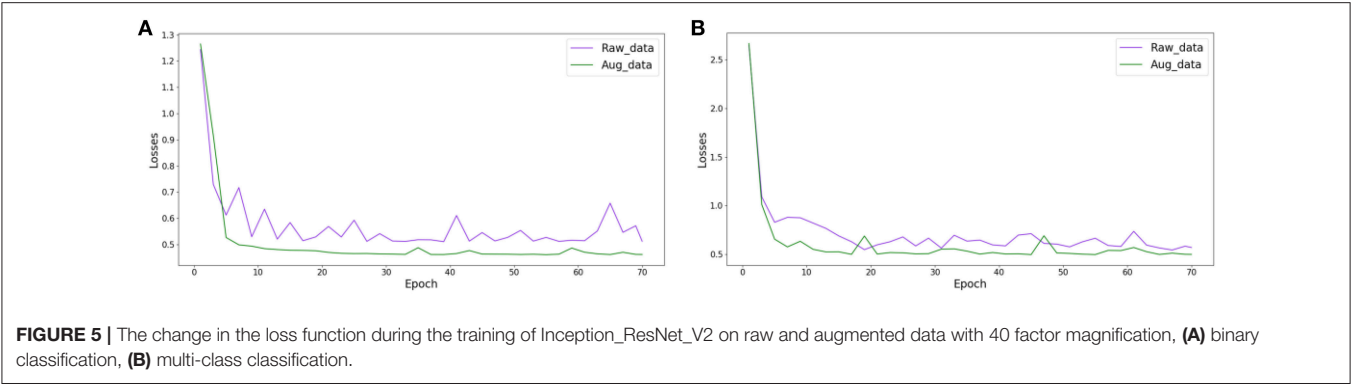 A
1.3
1.2
1.1
1.0
0.9
0.8
0.7
0.6
0.5
Losses
0 10 20 30 40 50 60 70
Epoch
Raw_data
Aug_data
B
2.5
2.0
1.5
1.0
0.5
Losses
0 10 20 30 40 50 60 70
Epoch
Raw_data
Aug_data
FIGURE 5 | The change in the loss function during the training of Inception_ResNet_V2 on raw and augmented data with 40 factor magnification, (A) binary
classification, (B) multi-class classification.